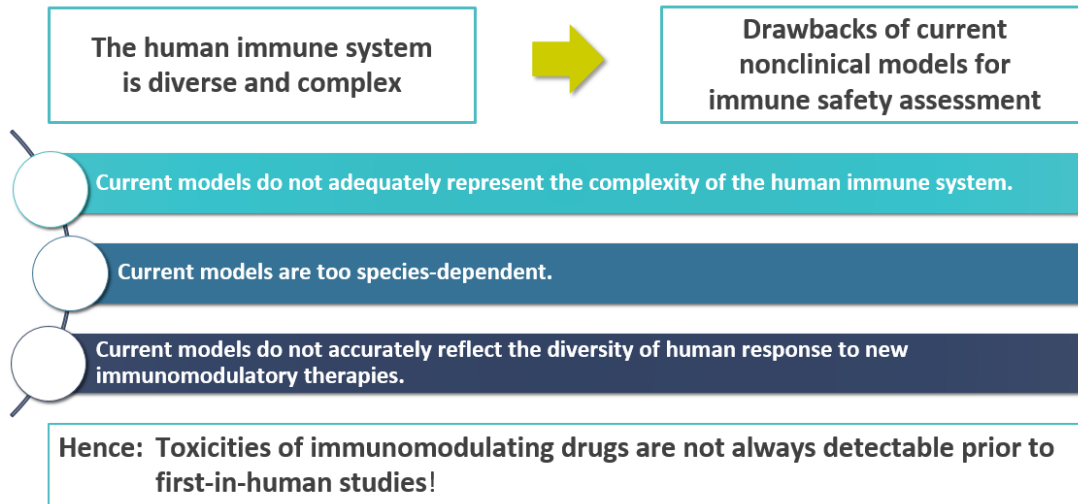 The human immune system
is diverse and complex
Drawbacks of current
nonclinical models for
immune safety assessment
Current models do not adequately represent the complexity of the human immune system.
Current models are too species-dependent.
Current models do not accurately reflect the diversity of human response to new
immunomodulatory therapies.
Hence: Toxicities of immunomodulating drugs are not always detectable prior to
first-in-human studies!